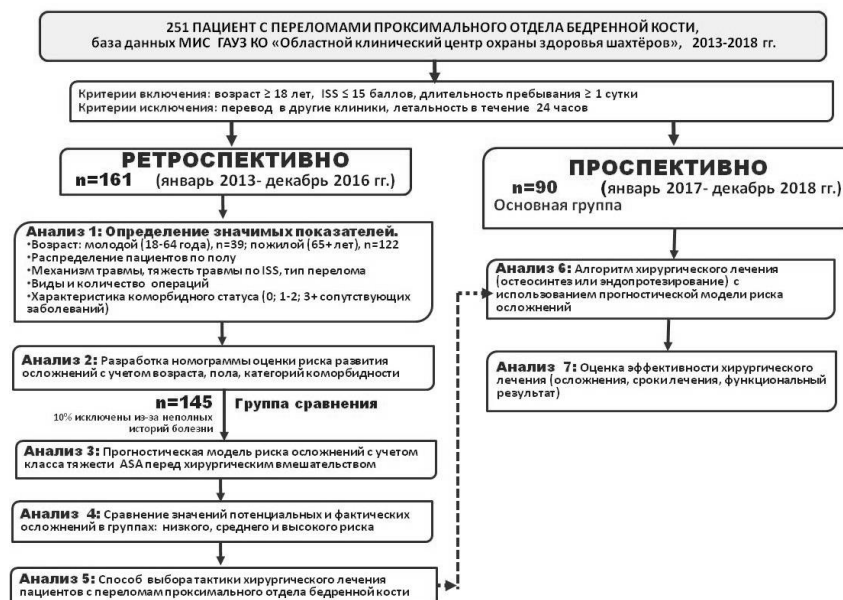 251 ПАЦИЕНТ С ПЕРЕЛОМАМИ ПРОКСИМАЛЬНОГО ОТДЕЛА БЕДРЕННОЙ КОСТИ,
база данных МИС ГАУЗ КО «Областной клинический центр охраны здоровья шахтёров», 2013-2018 гг.
Критерии включения: возраст ≥ 18 лет, ISS ≤ 15 баллов, длительность пребывания ≥ 1 сутки
Критерии исключения: перевод в другие клиники, летальность в течение 24 часов
РЕТРОСПЕКТИВНО
n=161 (январь 2013- декабрь 2016 гг.)
Анализ 1: Определение значимых показателей.
•Возраст: молодой (18-64 года), n=39; пожилой (65+ лет), n=122
•Распределение пациентов по полу
•Механизм травмы, тяжесть травмы по ISS, тип перелома
•Виды и количество операций
•Характеристика коморбидного статуса (0; 1-2; 3+ сопутствующих
заболеваний)
Анализ 2: Разработка номограммы оценки риска развития
осложнений с учетом возраста, пола, категорий коморбидности
n=145 Группа сравнения
10% исключены из-за неполных
историй болезни
Анализ 3: Прогностическая модель риска осложнений с учетом
класса тяжести ASA перед хирургическим вмешательством
Анализ 4: Сравнение значений потенциальных и фактических
осложнений в группах: низкого, среднего и высокого риска
Анализ 5: Способ выбора тактики хирургического лечения
пациентов с переломам проксимального отдела бедренной кости
ПРОСПЕКТИВНО
n=90 (январь 2017- декабрь 2018 гг.)
Основная группа
Анализ 6: Алгоритм хирургического лечения
(остеосинтез или эндопротезирование) с
использованием прогностической модели риска
осложнений
Анализ 7: Оценка эффективности хирургического
лечения (осложнения, сроки лечения, функциональный
результат)